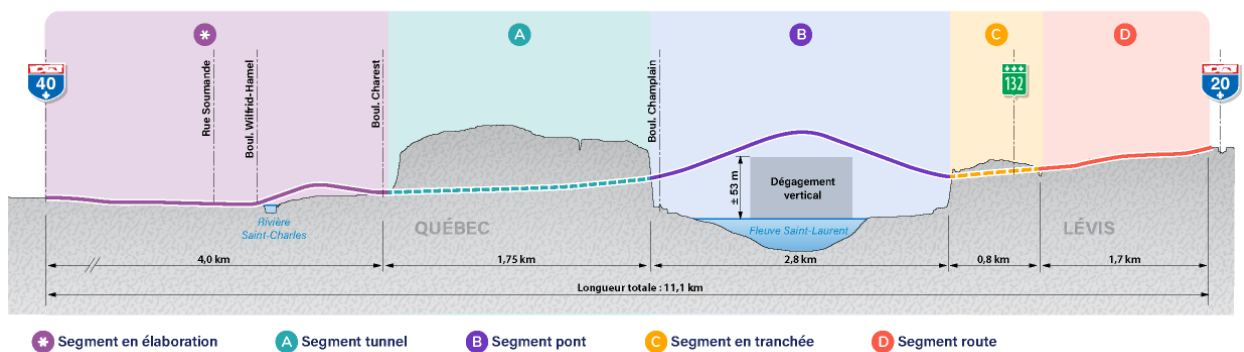 * A B C D
40
Rue Soumande
Boul. Wilfrid-Hamel
Boul. Charest
Boul. Champlain
132
20
± 53 m
Dégagement
vertical
Rivière
Saint-Charles
QUÉBEC
Fleuve Saint-Laurent
LÉVIS
4,0 km
1,75 km
2,8 km
0,8 km
1,7 km
Longueur totale : 11,1 km
* Segment en élaboration
A Segment tunnel
B Segment pont
C Segment en tranchée
D Segment route